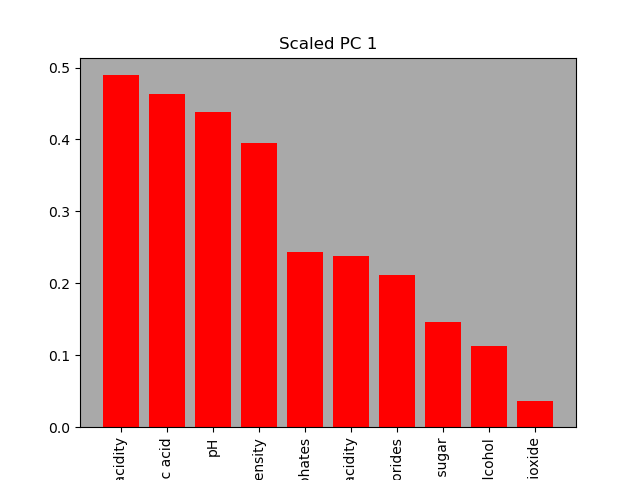 Scaled PC 1
0.5
0.4
0.3
0.2
0.1
0.0
acidity
c acid
pH
ensity
phates
acidity
orides
sugar
lcohol
ioxide